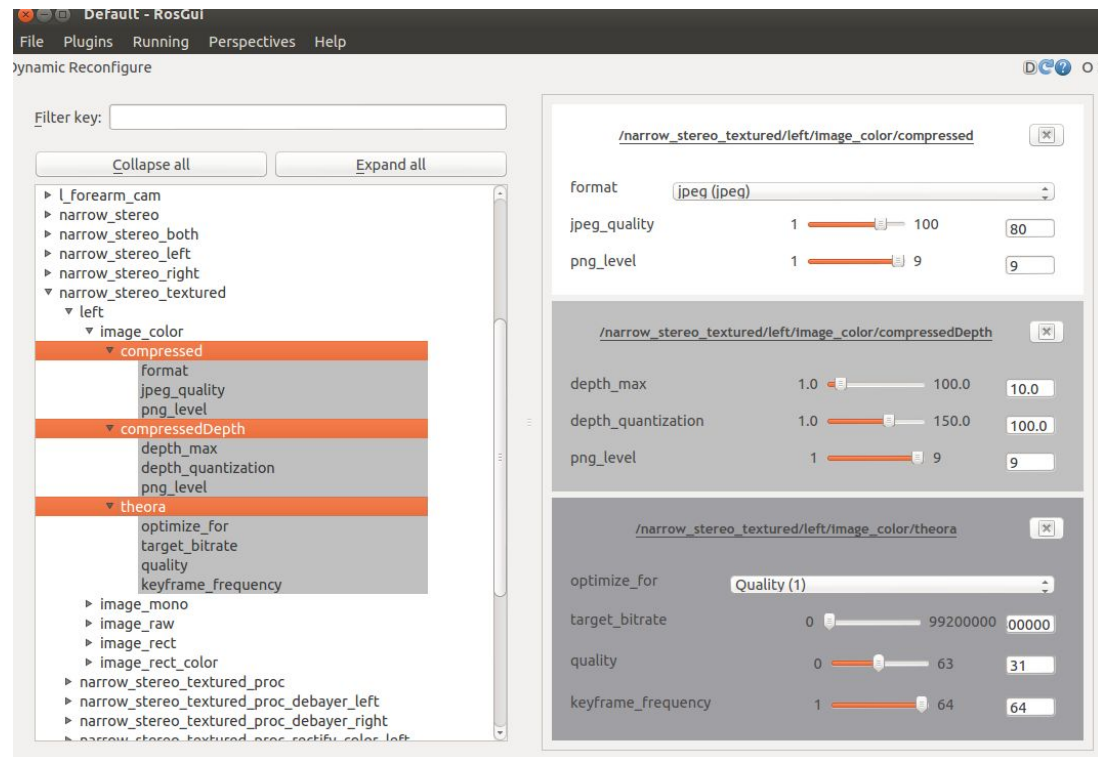 Default - RosGui
File Plugins Running Perspectives Help
Dynamic Reconfigure
D ? O
Filter key:
Collapse all Expand all
l_forearm_cam
narrow_stereo
narrow_stereo_both
narrow_stereo_left
narrow_stereo_right
narrow_stereo_textured
left
image_color
compressed
format
jpeg_quality
png_level
compressedDepth
depth_max
depth_quantization
png_level
theora
optimize_for
target_bitrate
quality
keyframe_frequency
image_mono
image_raw
image_rect
image_rect_color
narrow_stereo_textured_proc
narrow_stereo_textured_proc_debayer_left
narrow_stereo_textured_proc_debayer_right
narrow_stereo_textured_proc_rectify_color_left
/narrow_stereo_textured/left/image_color/compressed
format jpeg (jpeg)
jpeg_quality 1 100 80
png_level 1 9 9
/narrow_stereo_textured/left/image_color/compressedDepth
depth_max 1.0 100.0 10.0
depth_quantization 1.0 150.0 100.0
png_level 1 9 9
/narrow_stereo_textured/left/image_color/theora
optimize_for Quality (1)
target_bitrate 0 99200000 00000
quality 0 63 31
keyframe_frequency 1 64 64